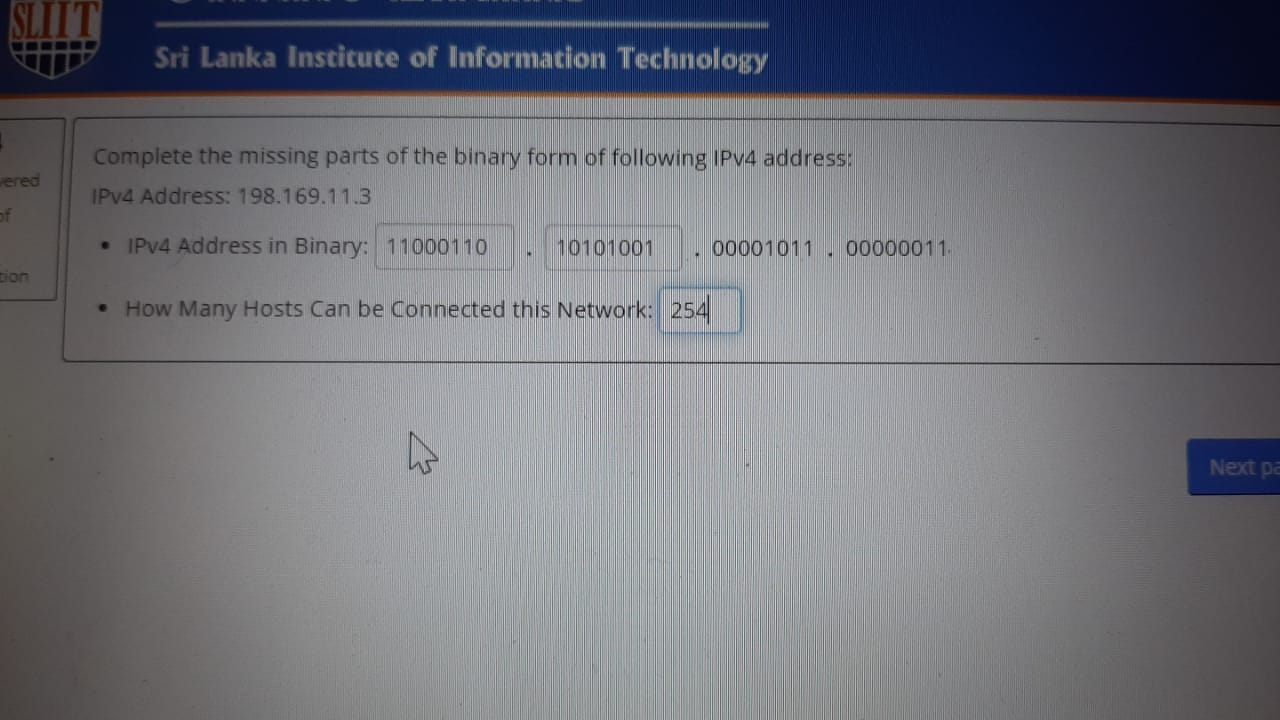 SLIIT
Sri Lanka Institute of Information Technology
vered
of
tion
Complete the missing parts of the binary form of following IPv4 address:
IPv4 Address: 198.169.11.3
• IPv4 Address in Binary: 11000110 . 10101001 . 00001011 . 00000011.
• How Many Hosts Can be Connected this Network: 254
Next pa